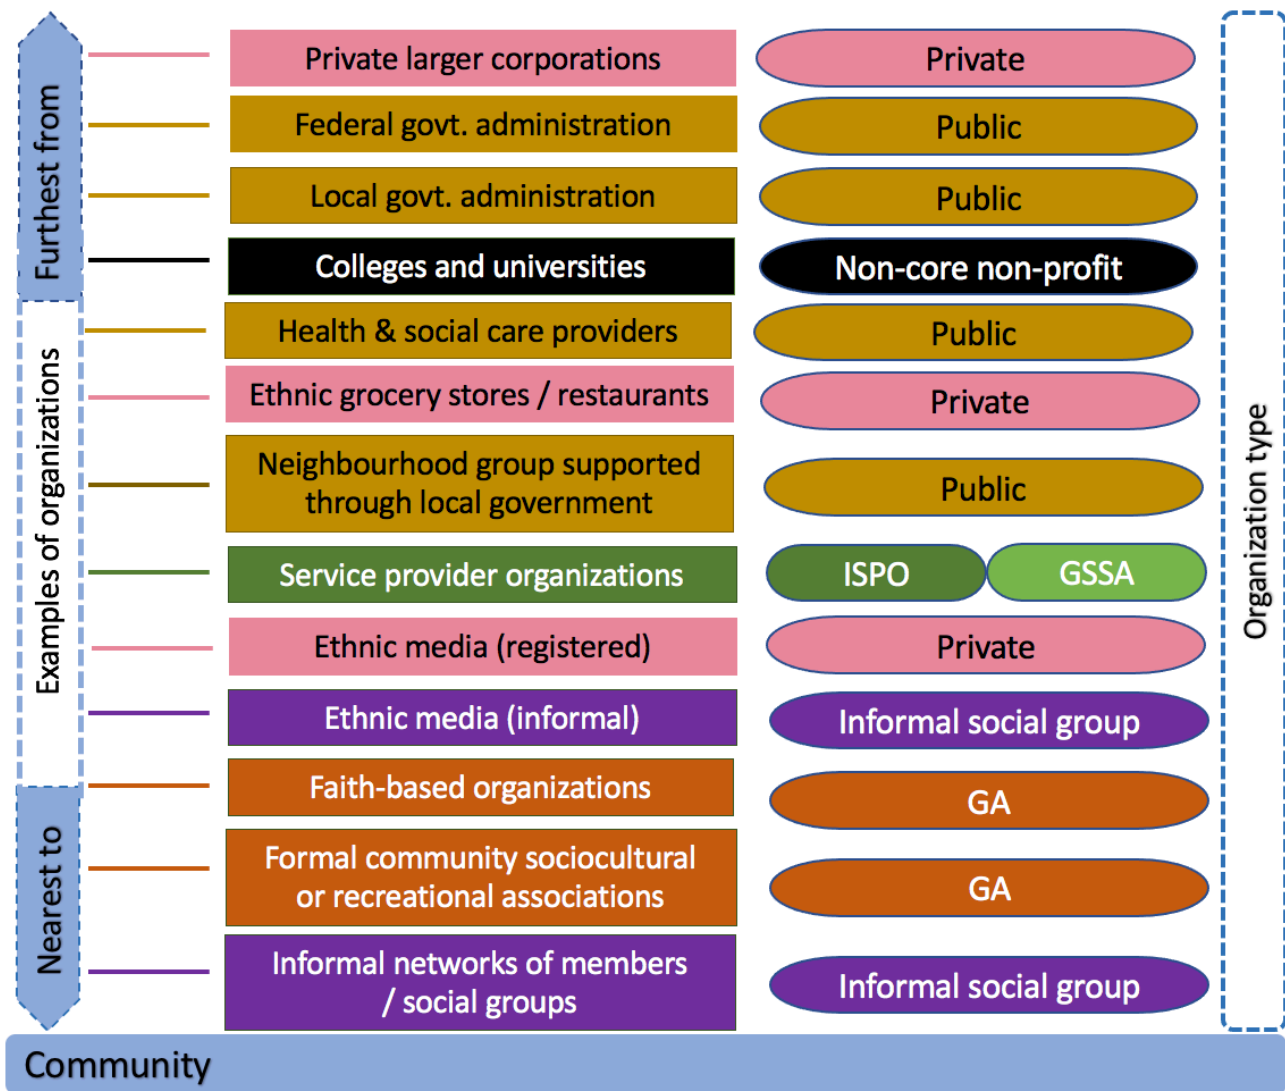 Furthest from
Examples of organizations
Nearest to
Private larger corporations
Private
Federal govt. administration
Public
Local govt. administration
Public
Colleges and universities
Non-core non-profit
Health & social care providers
Public
Ethnic grocery stores / restaurants
Private
Neighbourhood group supported
through local government
Public
Service provider organizations
ISPO
GSSA
Ethnic media (registered)
Private
Ethnic media (informal)
Informal social group
Faith-based organizations
GA
Formal community sociocultural
or recreational associations
GA
Informal networks of members
/ social groups
Informal social group
Organization type
Community